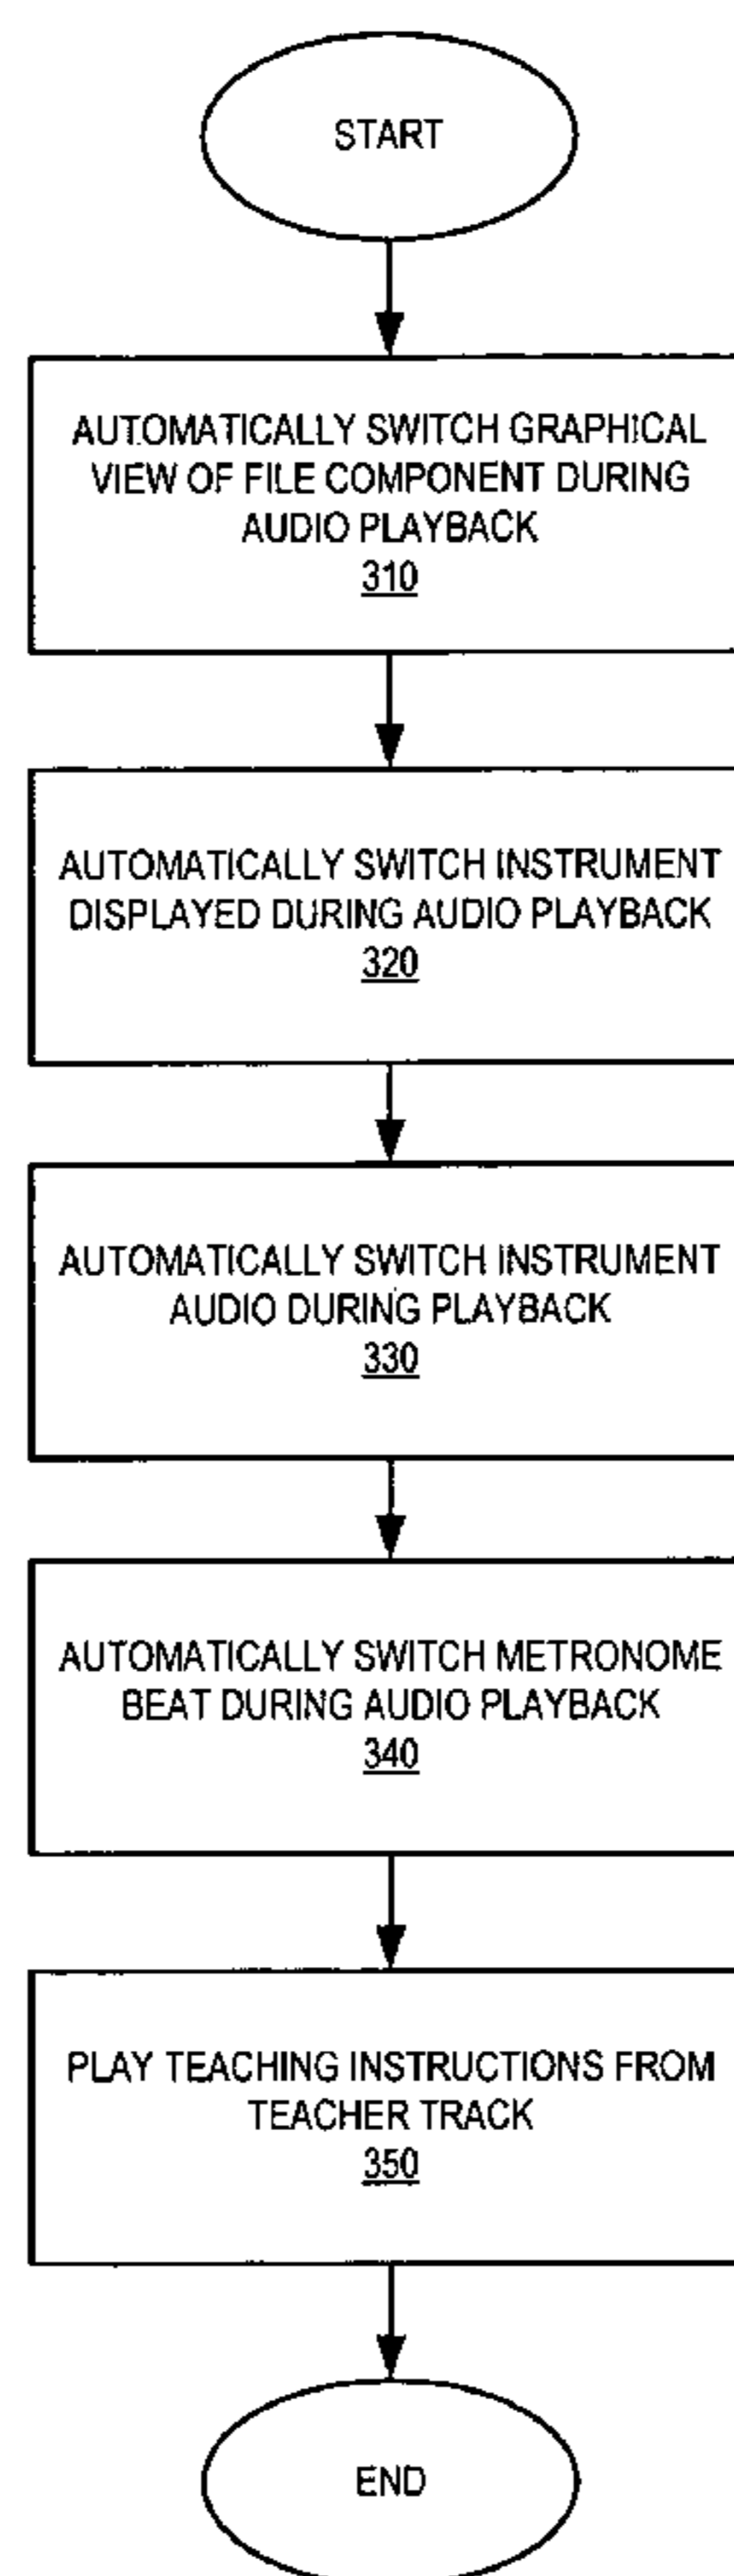 START
AUTOMATICALLY SWITCH GRAPHICAL
VIEW OF FILE COMPONENT DURING
AUDIO PLAYBACK
310
AUTOMATICALLY SWITCH INSTRUMENT
DISPLAYED DURING AUDIO PLAYBACK
320
AUTOMATICALLY SWITCH INSTRUMENT
AUDIO DURING PLAYBACK
330
AUTOMATICALLY SWITCH METRONOME
BEAT DURING AUDIO PLAYBACK
340
PLAY TEACHING INSTRUCTIONS FROM
TEACHER TRACK
350
END